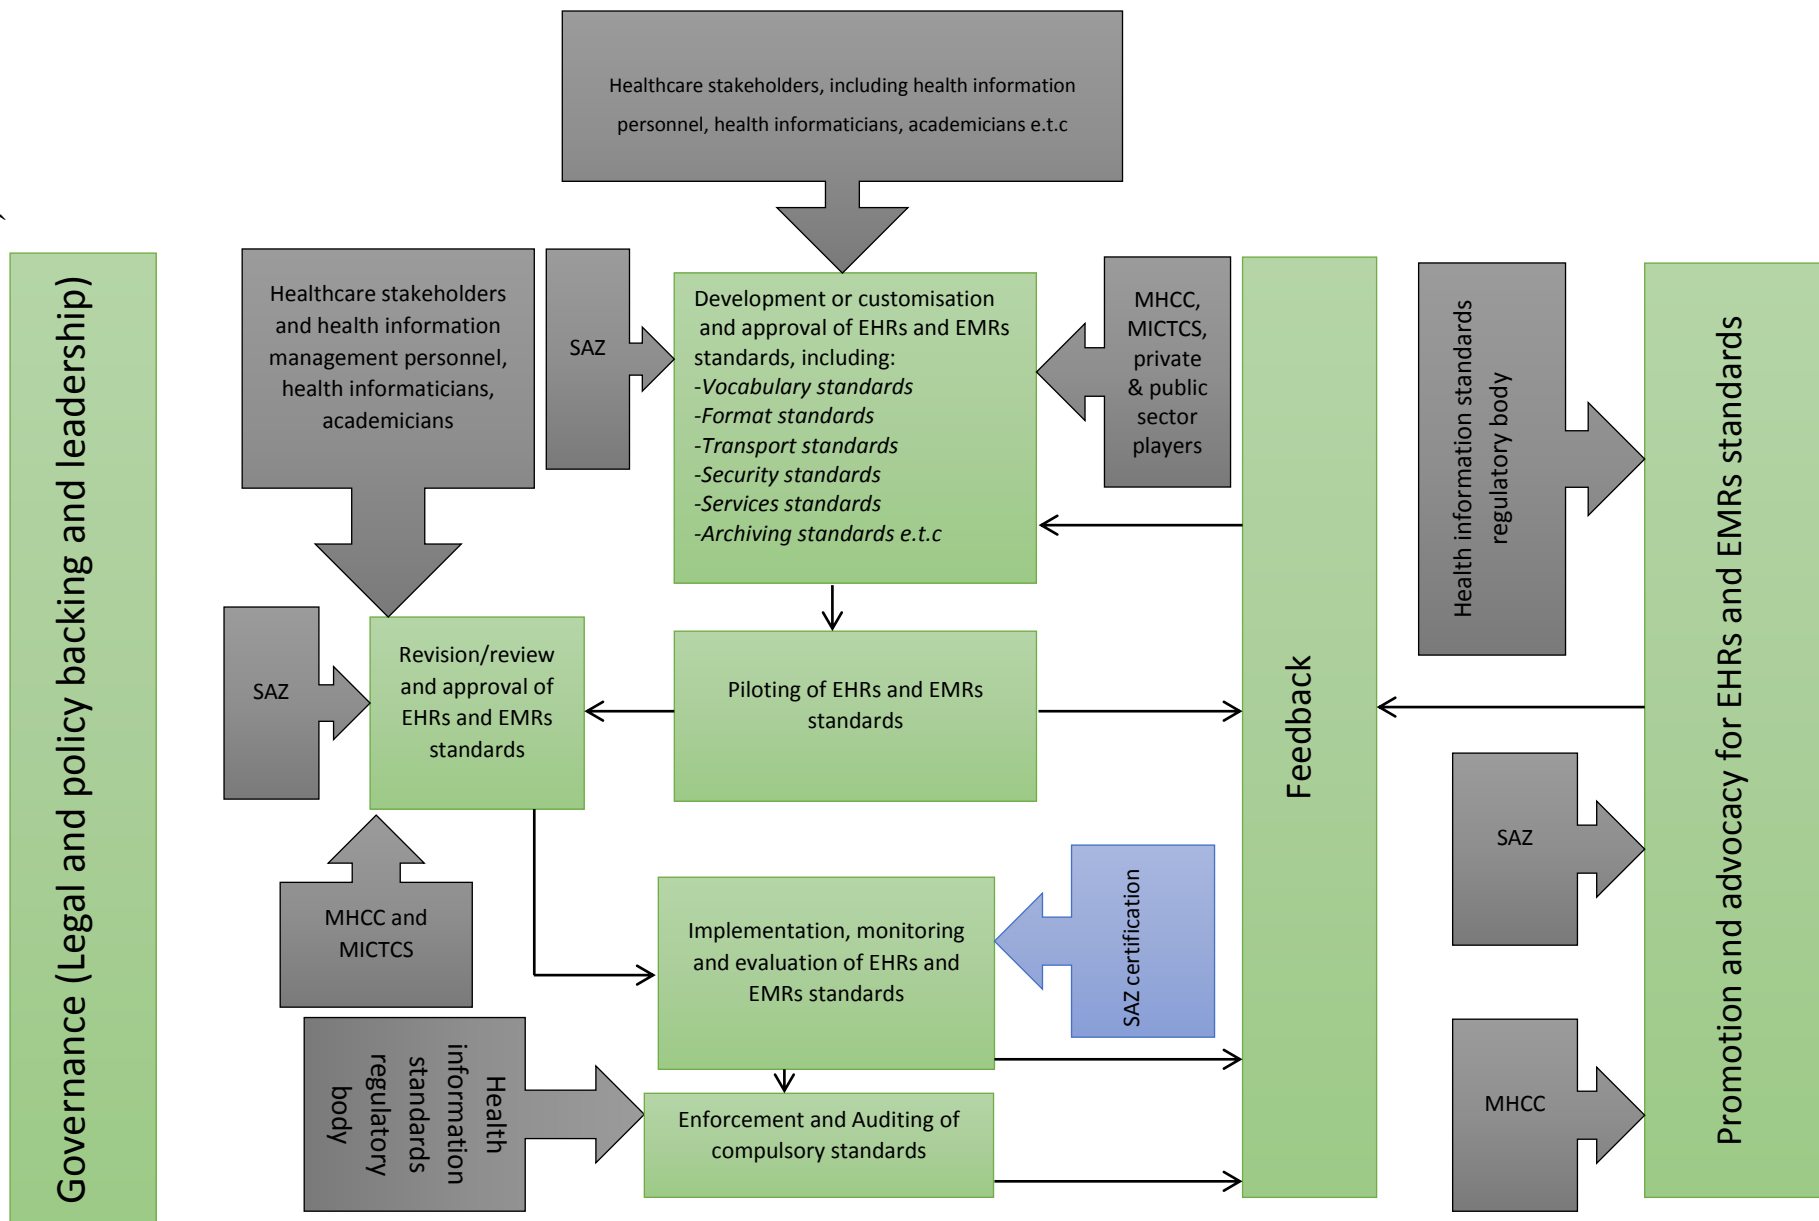 Healthcare stakeholders, including health information
personnel, health informaticians, academicians e.t.c
Governance (Legal and policy backing and leadership)
Healthcare stakeholders
and health information
management personnel,
health informaticians,
academicians
SAZ
Development or customisation
and approval of EHRs and EMRs
standards, including:
-Vocabulary standards
-Format standards
-Transport standards
-Security standards
-Services standards
-Archiving standards e.t.c
MHCC,
MICTCS,
private
& public
sector
players
Feedback
Health information standards
regulatory body
Promotion and advocacy for EHRs and EMRs standards
SAZ
Revision/review
and approval of
EHRs and EMRs
standards
Piloting of EHRs and EMRs
standards
SAZ
MHCC and
MICTCS
Implementation, monitoring
and evaluation of EHRs and
EMRs standards
SAZ certification
Health
information
standards
regulatory
body
Enforcement and Auditing of
compulsory standards
MHCC